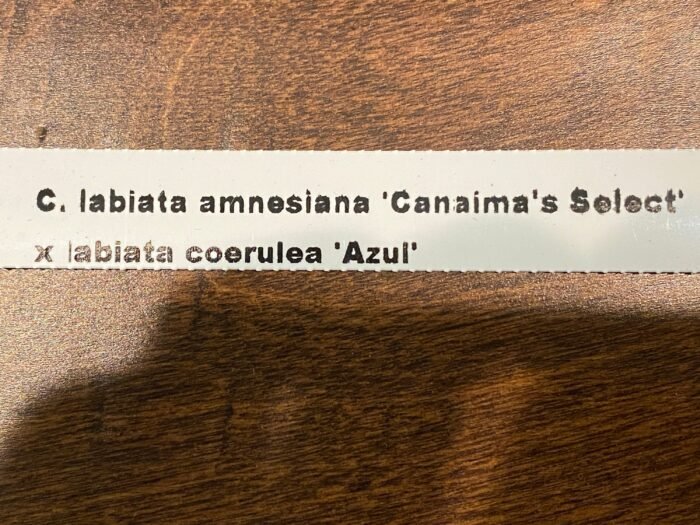 C. labiata amnesiana 'Canaima's Select'
x labiata coerulea 'Azul'